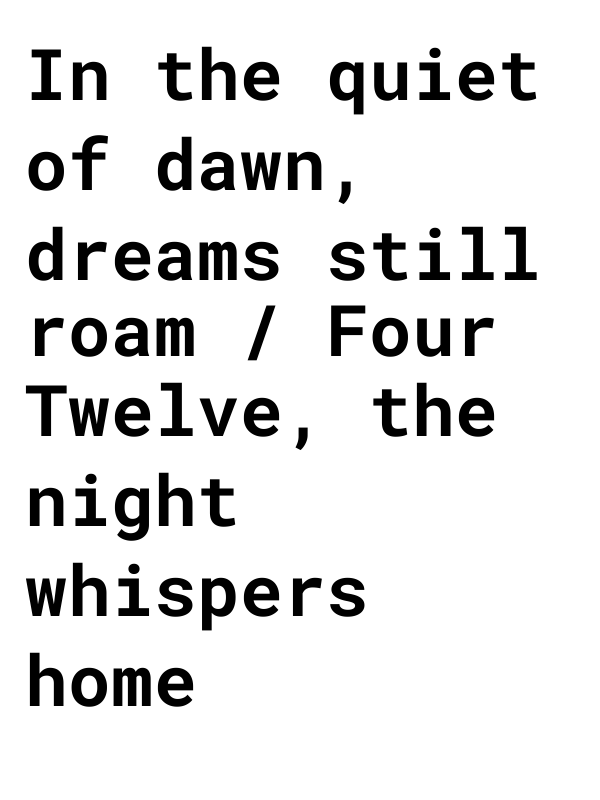 In the quiet
of dawn,
dreams still
roam / Four
Twelve, the
night
whispers
home